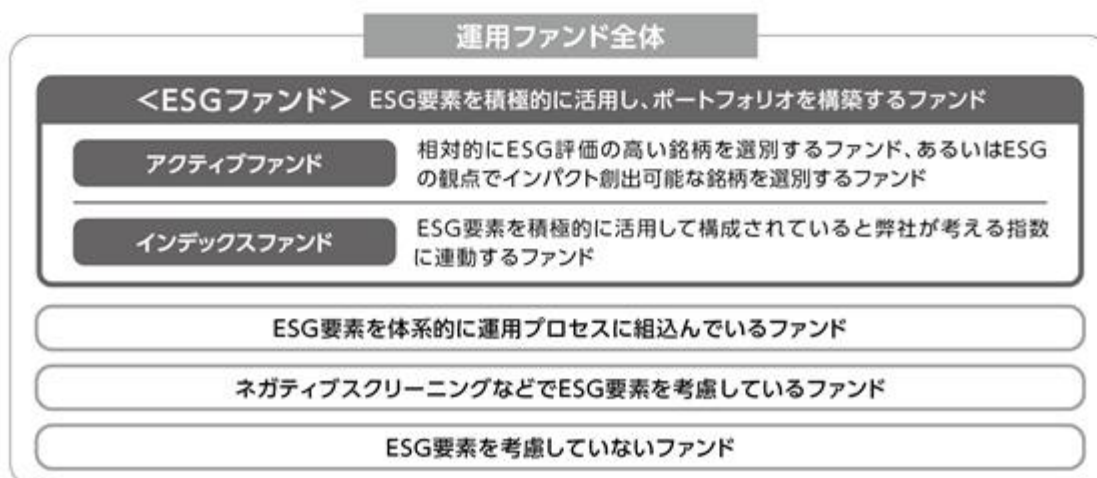 運用ファンド全体
<ESGファンド> ESG要素を積極的に活用し、ポートフォリオを構築するファンド
アクティブファンド
相対的にESG評価の高い銘柄を選別するファンド、あるいはESG
の観点でインパクト創出可能な銘柄を選別するファンド
インデックスファンド
ESG要素を積極的に活用して構成されていると弊社が考える指数
に連動するファンド
ESG要素を体系的に運用プロセスに組込んでいるファンド
ネガティブスクリーニングなどでESG要素を考慮しているファンド
ESG要素を考慮していないファンド